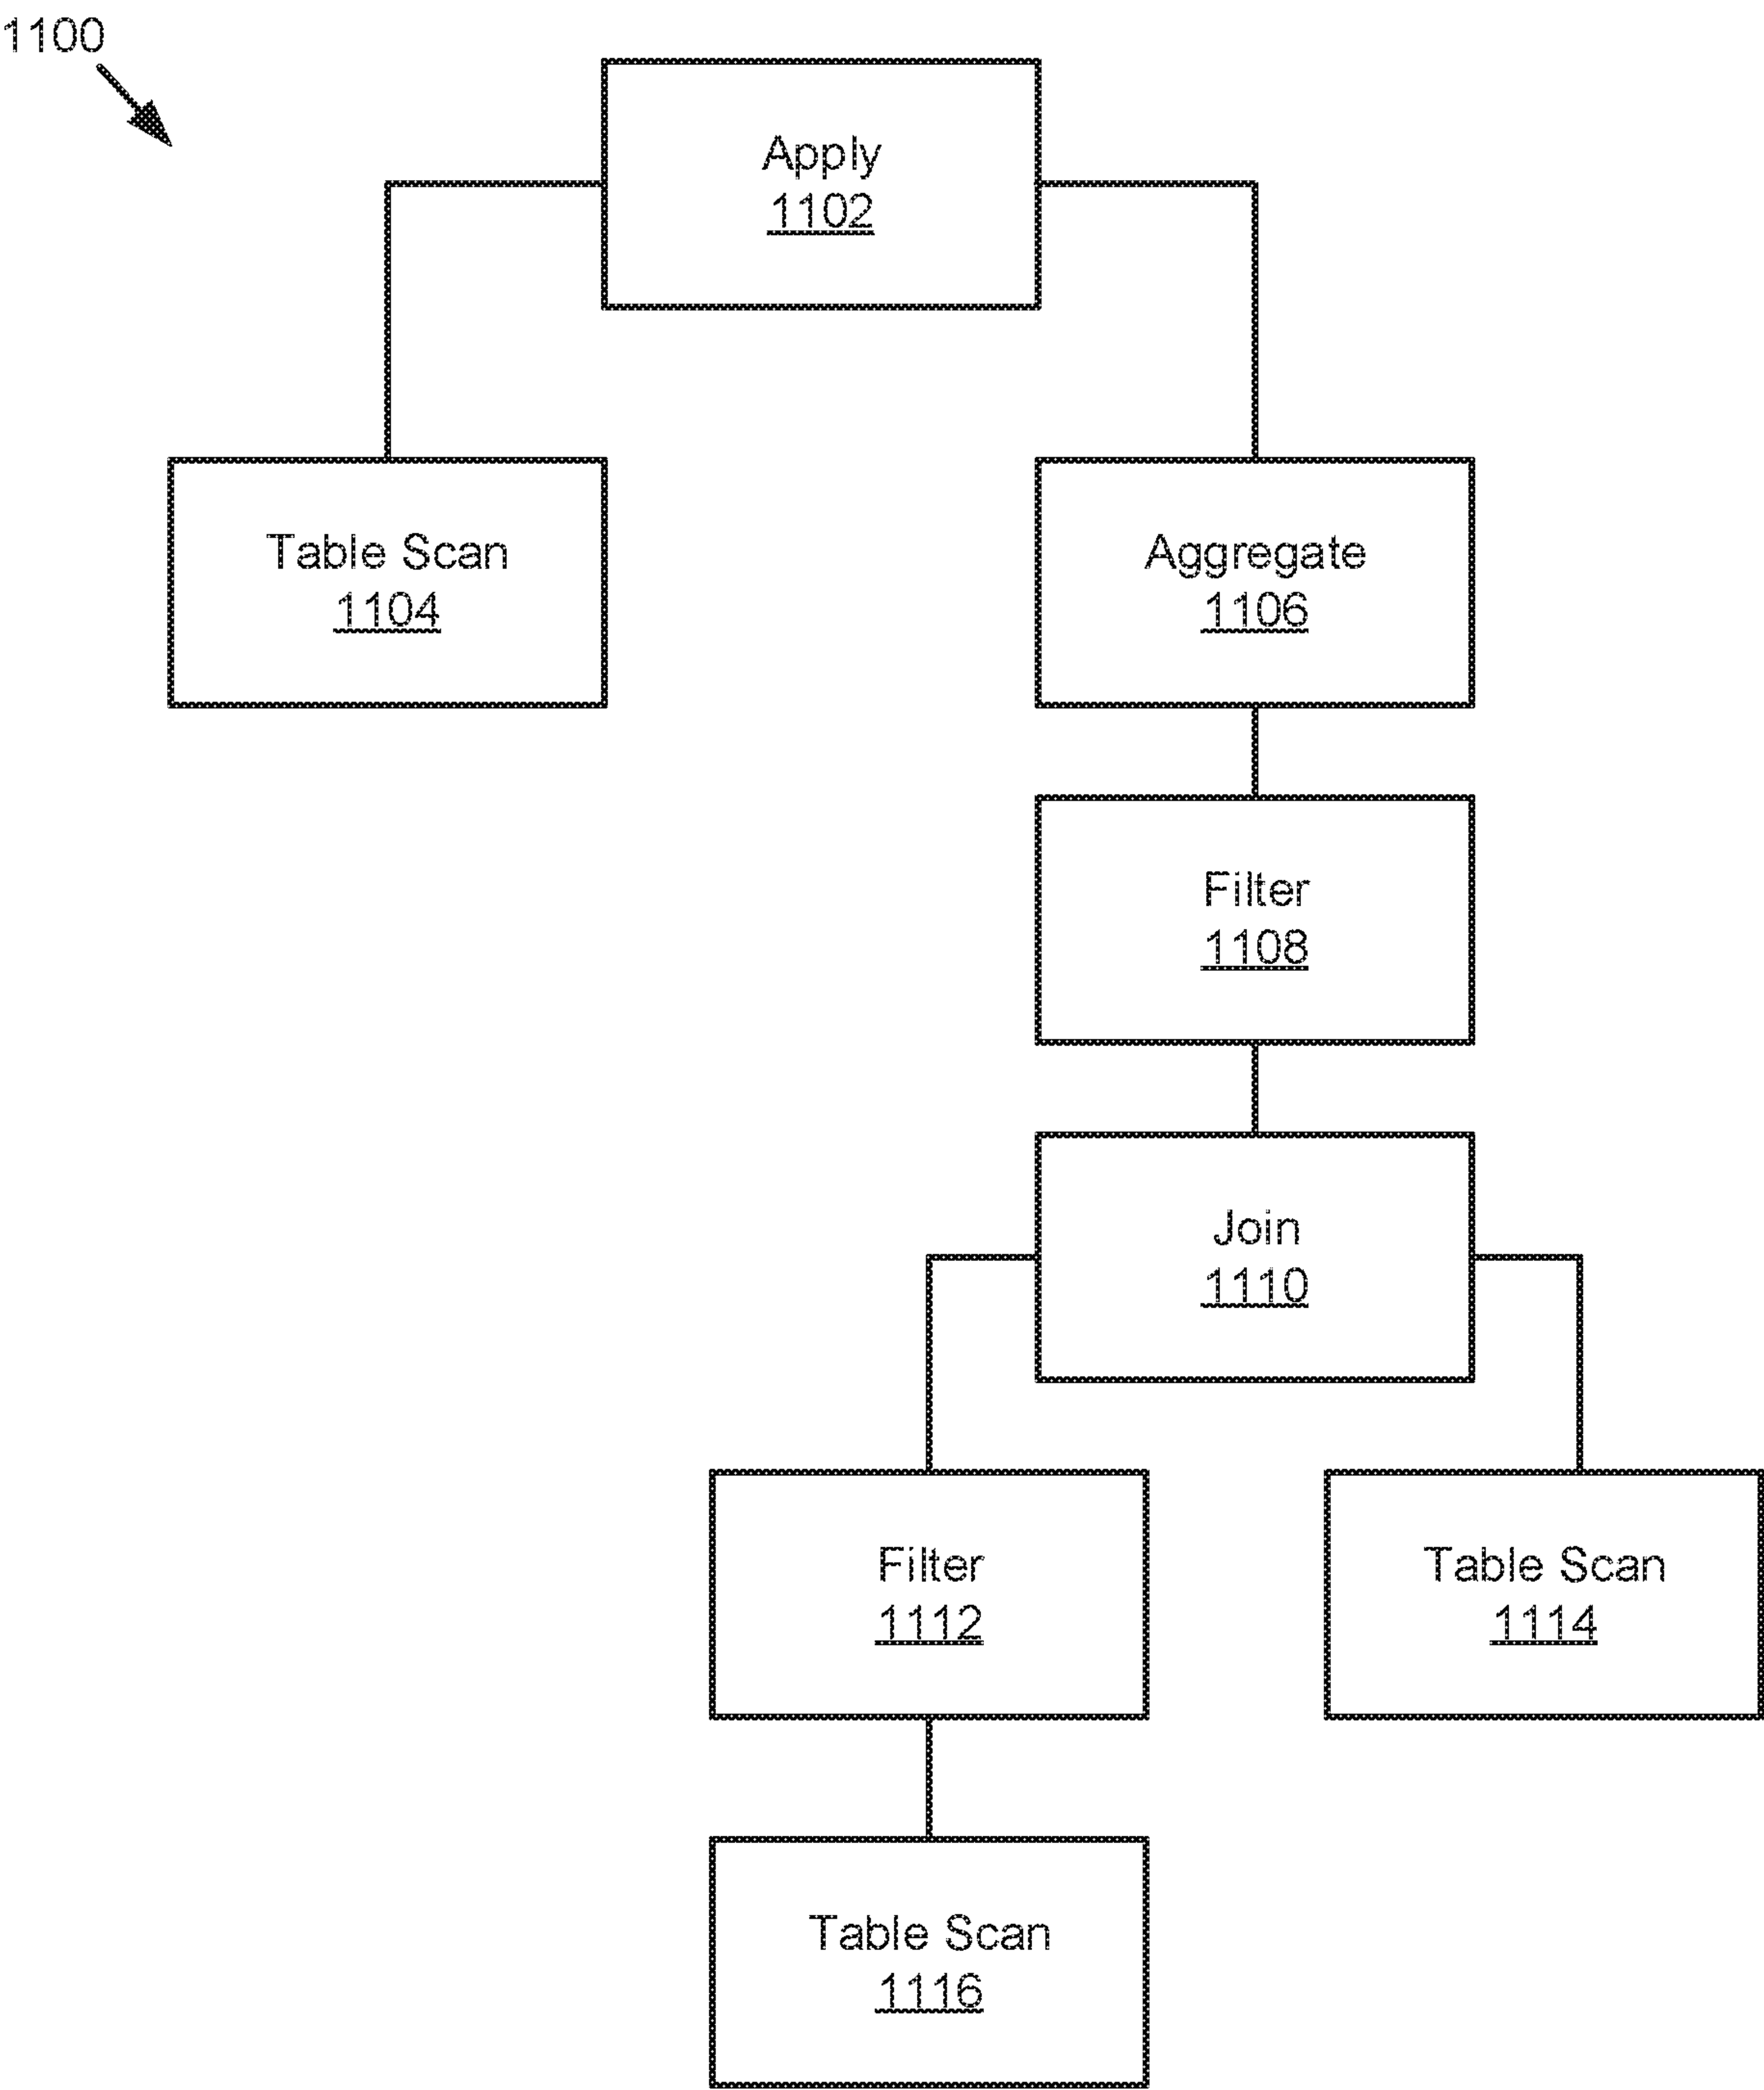 1100
Apply
1102
Table Scan
1104
Aggregate
1106
Filter
1108
Join
1110
Filter
1112
Table Scan
1114
Table Scan
1116